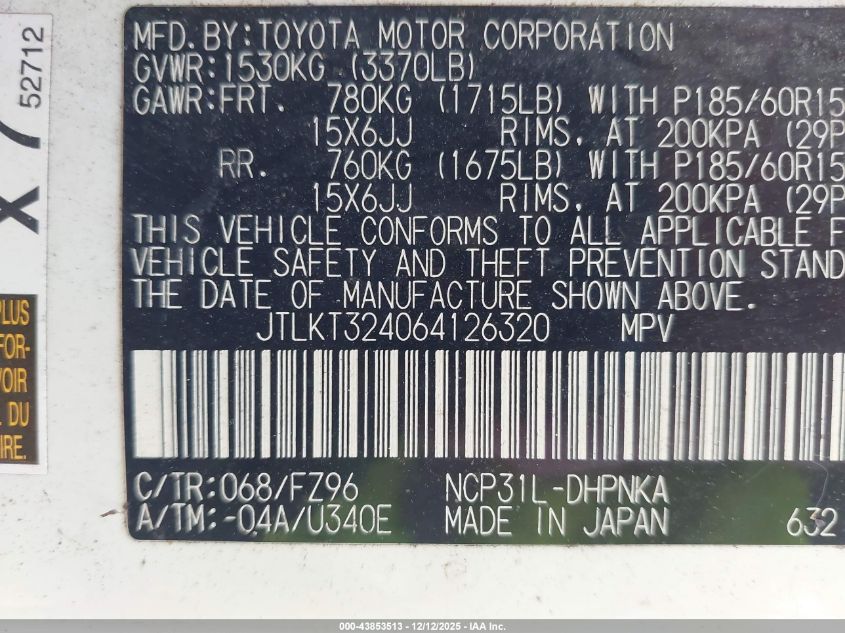 MFD. BY: TOYOTA MOTOR CORPORATION
GVWR: 1530KG (3370LB)
GAWR: FRT. 780KG (1715LB) WITH P185/60R15
15X6JJ RIMS, AT 200KPA (29P
RR. 760KG (1675LB) WITH P185/60R15
15X6JJ RIMS, AT 200KPA (29P
THIS VEHICLE CONFORMS TO ALL APPLICABLE F
VEHICLE SAFETY AND THEFT PREVENTION STAND
THE DATE OF MANUFACTURE SHOWN ABOVE.
JTLKT324064126320 MPV
C/TR: 068/FZ96 NCP31L-DHPNKA
A/TM: -04A/U340E MADE IN JAPAN 632
52712
PLUS
FOR-
VOIR
L DU
IRE.
000-43853513 - 12/12/2025 - IAA Inc.